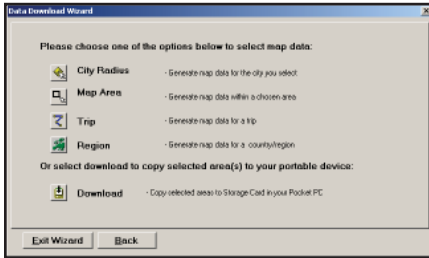 Data Download Wizard
Please choose one of the options below to select map data:
City Radius - Generate map data for the city you select
Map Area - Generate map data within a chosen area
Trip - Generate map data for a trip
Region - Generate map data for a county/region
Or select download to copy selected area(s) to your portable device:
Download - Copy selected areas to Storage Card in your Pocket PC
Exit Wizard Back